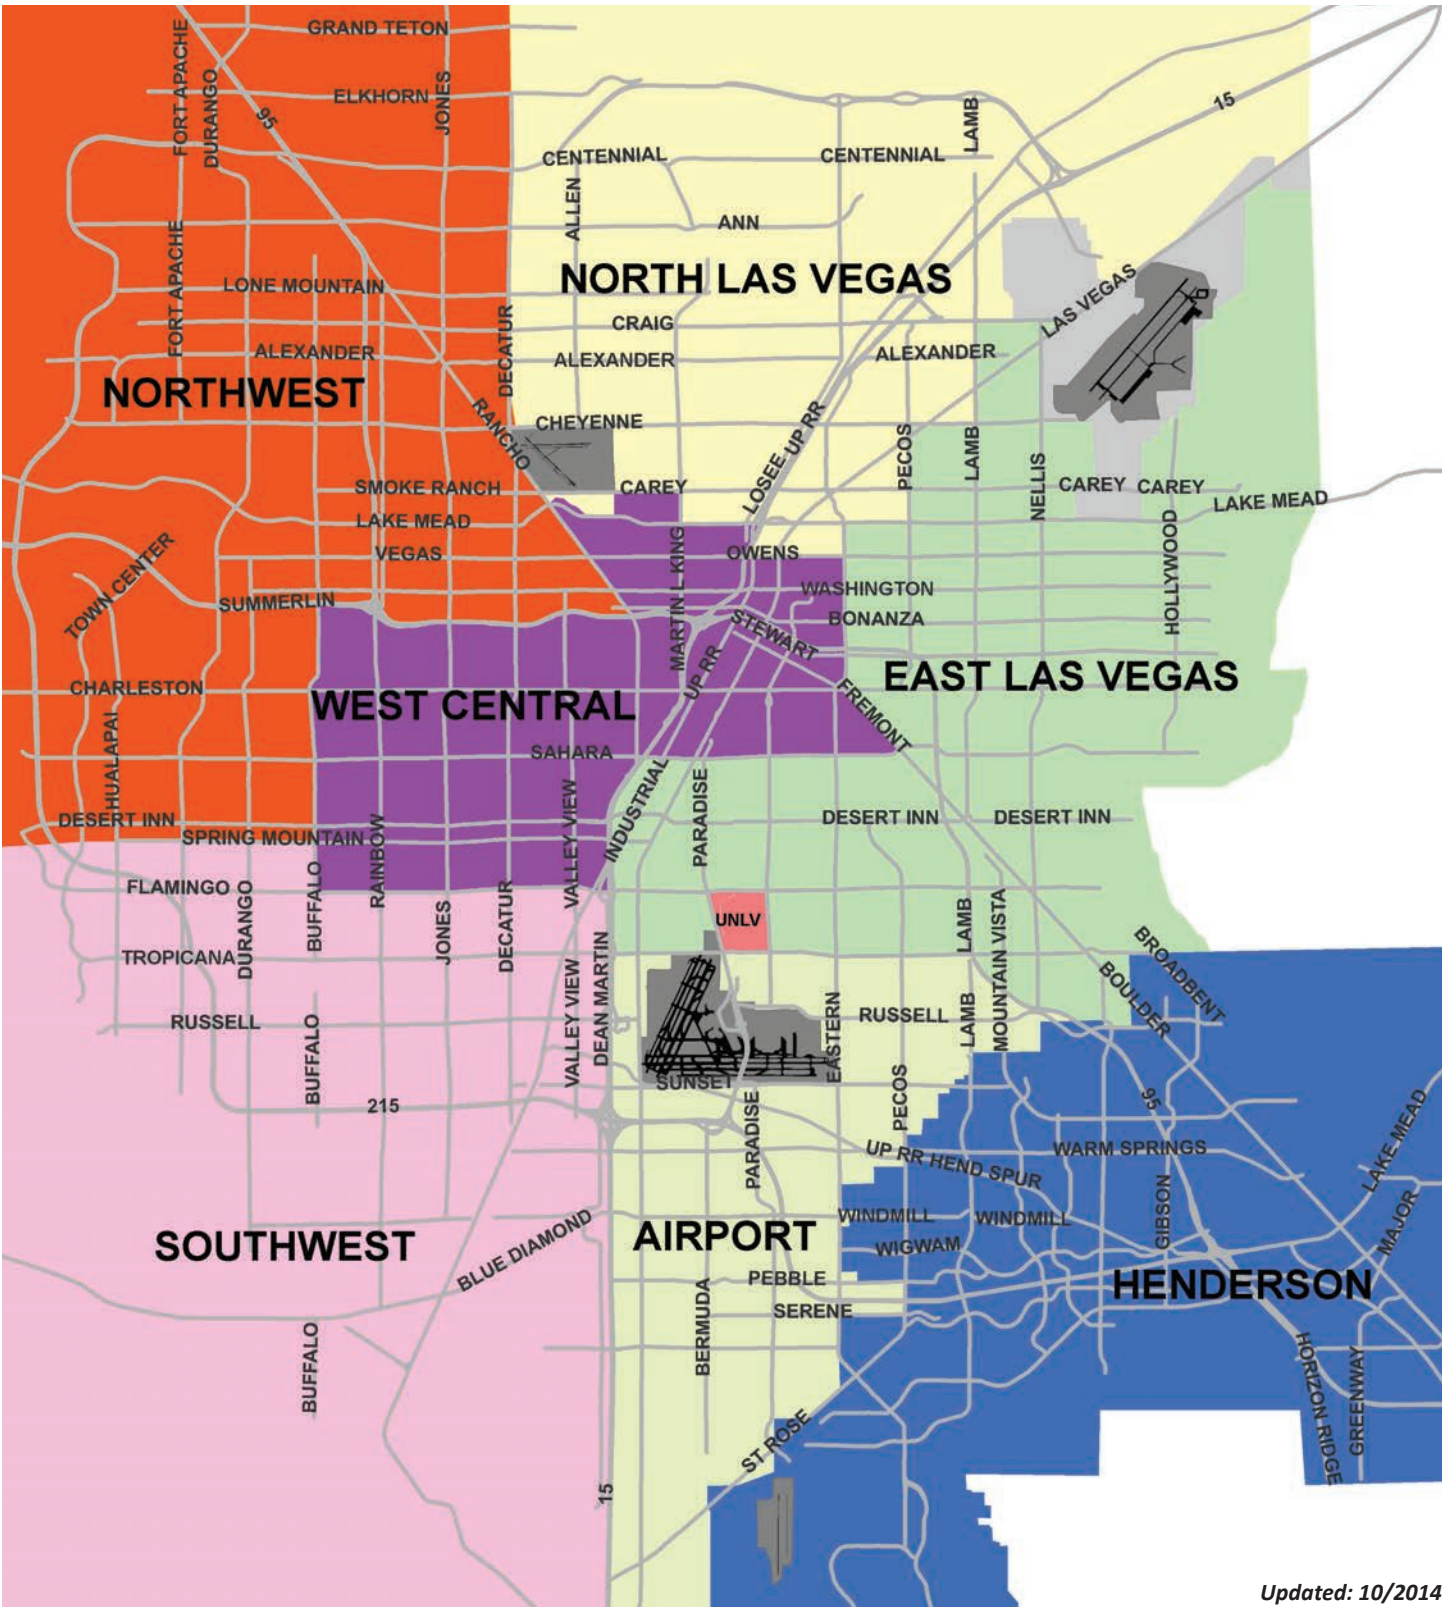 GRAND TETON
FORT APACHE
DURANGO
95
ELKHORN
JONES
15
LAMB
CENTENNIAL
CENTENNIAL
ALLEN
ANN
FORT APACHE
LONE MOUNTAIN
NORTH LAS VEGAS
LAS VEGAS
CRAIG
DECATUR
ALEXANDER
ALEXANDER
ALEXANDER
NORTHWEST
RANCHO
CHEYENNE
UP RR
LOSEE
PECOS
LAMB
NELLIS
SMOKE RANCH
CAREY
CAREY
CAREY
LAKE MEAD
LAKE MEAD
VEGAS
OWENS
HOLLYWOOD
TOWN CENTER
SUMMERLIN
MARTIN L KING
WASHINGTON
BONANZA
STEWART
UP RR
CHARLESTON
WEST CENTRAL
EAST LAS VEGAS
FREMONT
HUALAPAI
SAHARA
INDUSTRIAL
PARADISE
DESERT INN
SPRING MOUNTAIN
RAINBOW
VALLEY VIEW
DESERT INN
DESERT INN
FLAMINGO
DURANGO
BUFFALO
JONES
DECATUR
UNLV
LAMB
MOUNTAIN VISTA
TROPICANA
VALLEY VIEW
DEAN MARTIN
BROADBENT
BOULDER
RUSSELL
BUFFALO
EASTERN
RUSSELL
LAMB
SUNSET
215
PARADISE
PECOS
95
LAKE MEAD
UP RR HEND SPUR
WARM SPRINGS
GIBSON
MAJOR
SOUTHWEST
BLUE DIAMOND
AIRPORT
WINDMILL
WINDMILL
WIGWAM
PEBBLE
HENDERSON
SERENE
BERMUDA
BUFFALO
HORIZON RIDGE
GREENWAY
ST ROSE
15
Updated: 10/2014